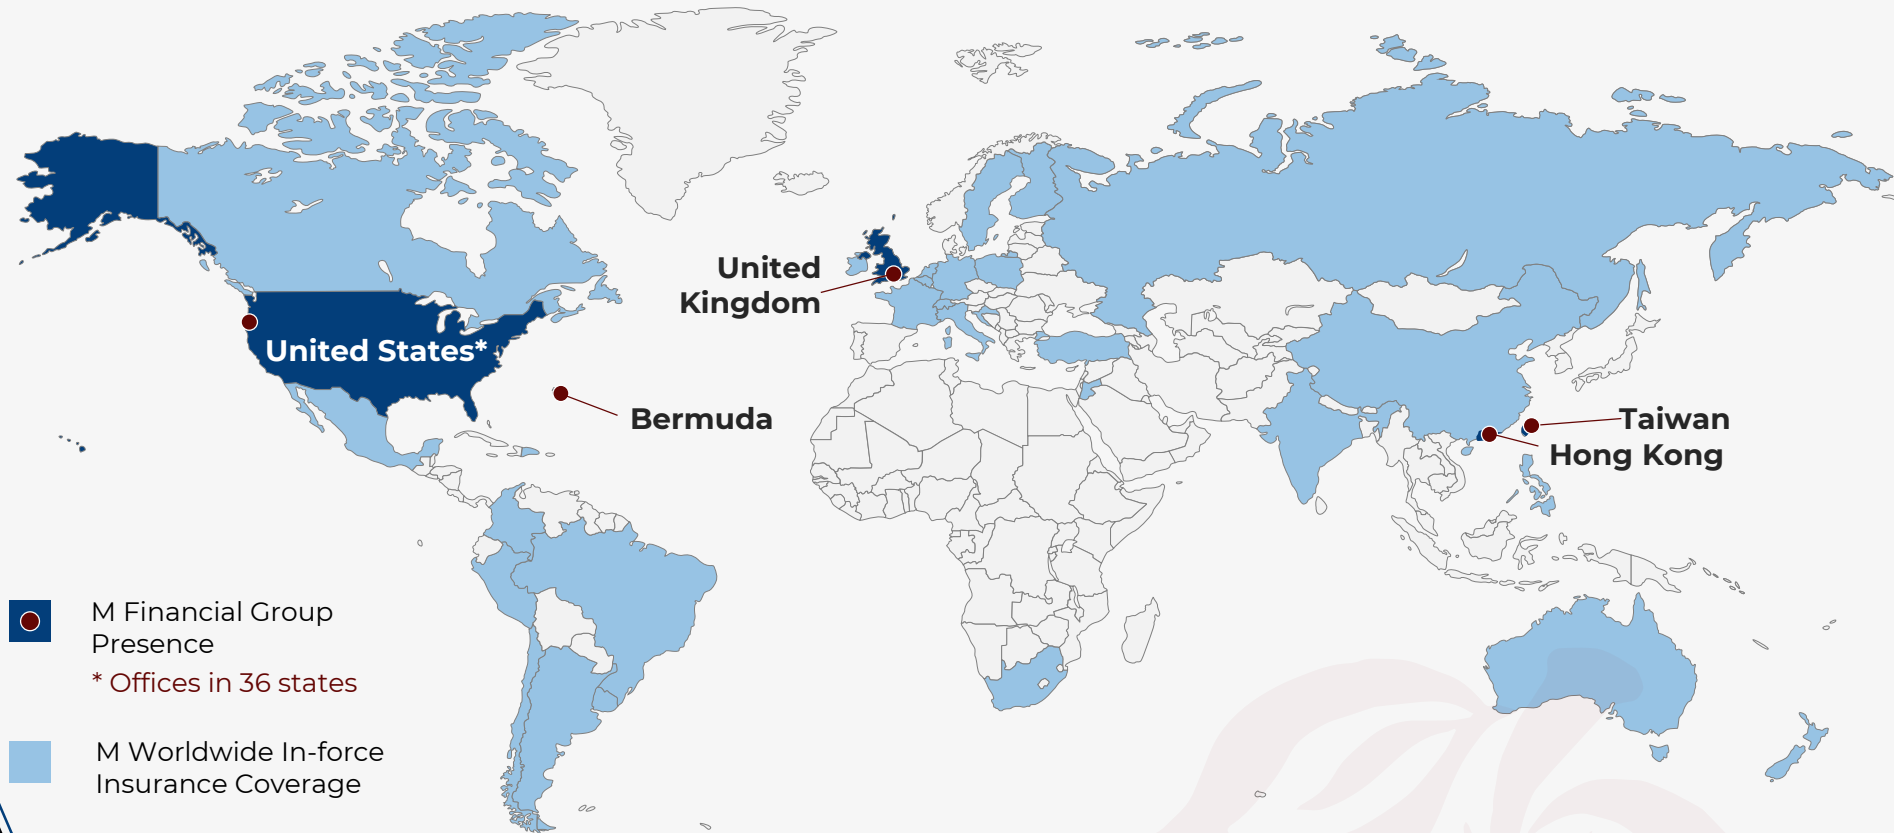 United
Kingdom
United States*
Bermuda
Taiwan
Hong Kong
M Financial Group
Presence
* Offices in 36 states
M Worldwide In-force
Insurance Coverage